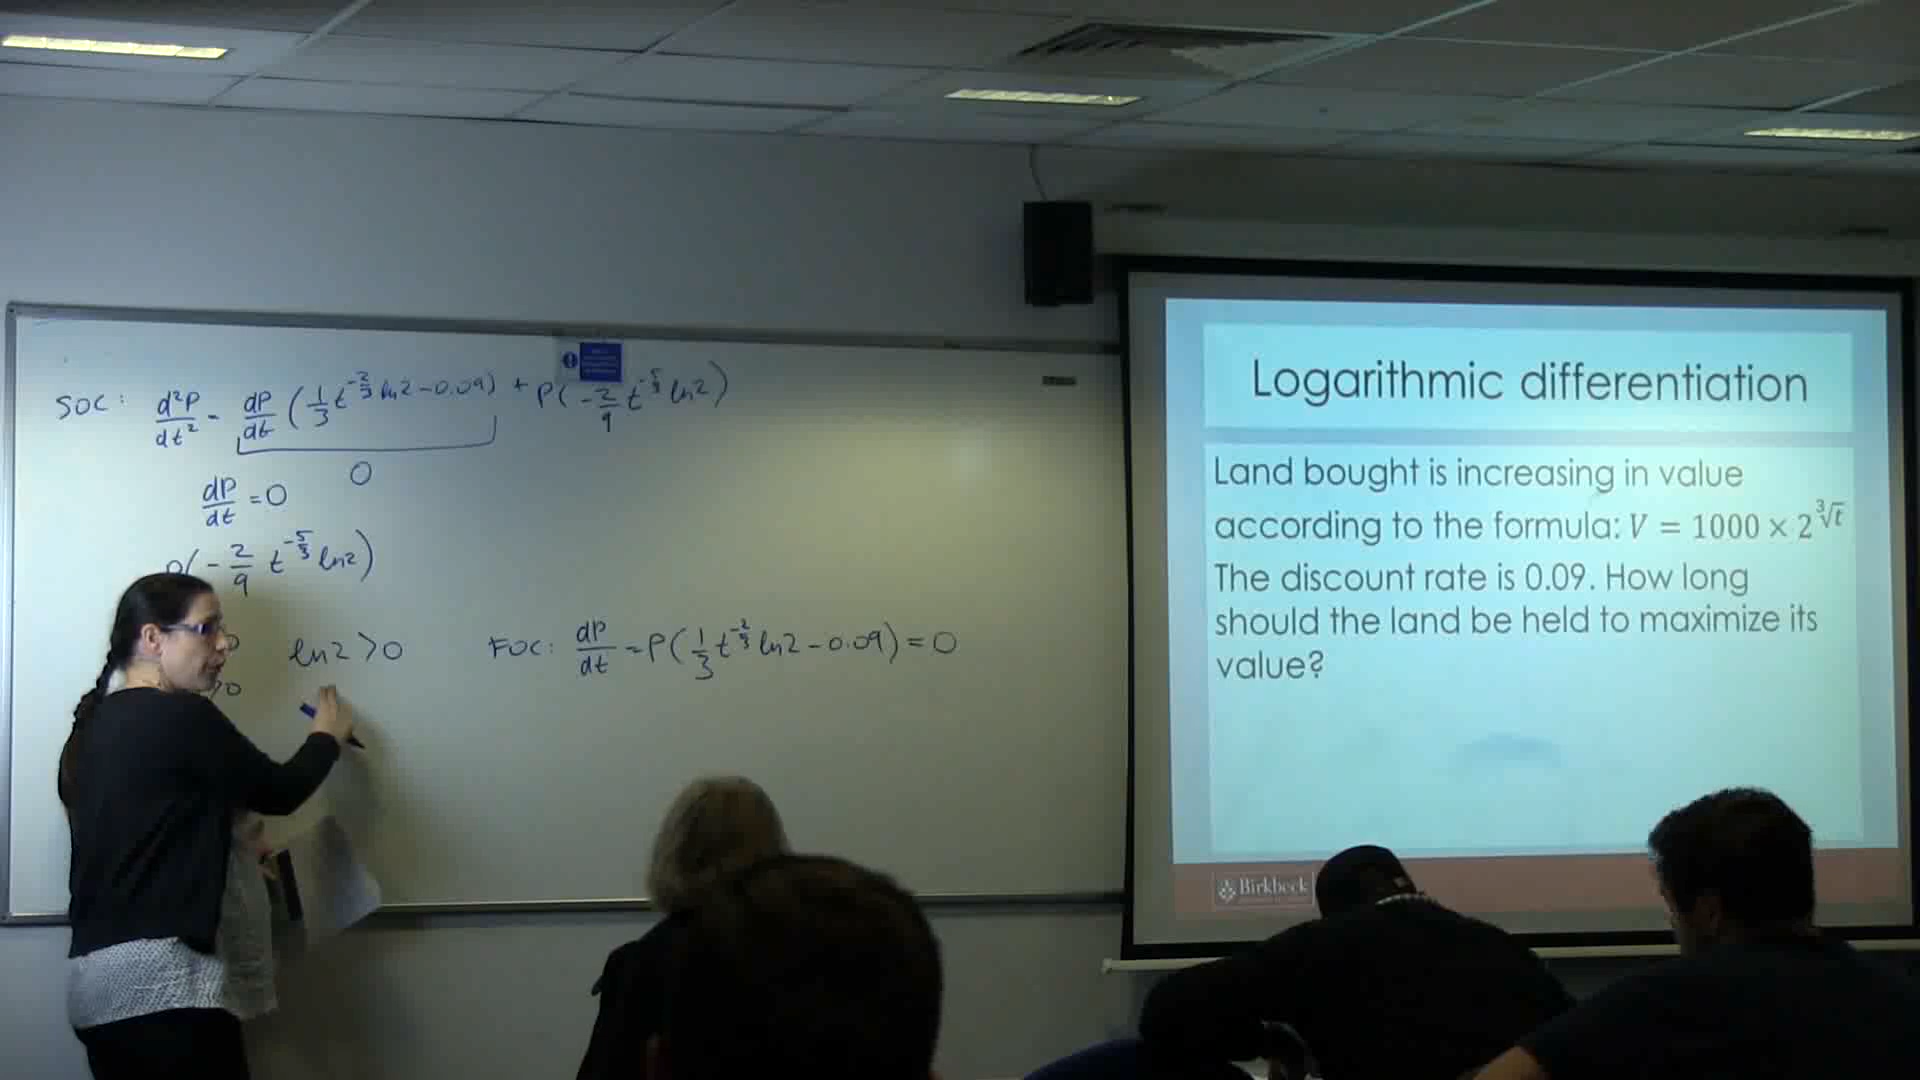 SOC: d²P/dt² = dP/dt (1/3 t^-2/3 ln2 - 0.09) + P(-2/9 t^-5/3 ln2)
0
dP/dt = 0
P(-2/9 t^-5/3 ln2)
>0 ln2 > 0
>0
FOC: dP/dt = P(1/3 t^-2/3 ln2 - 0.09) = 0
Logarithmic differentiation
Land bought is increasing in value
according to the formula: V = 1000 × 2^∛t
The discount rate is 0.09. How long
should the land be held to maximize its
value?
Birkbeck